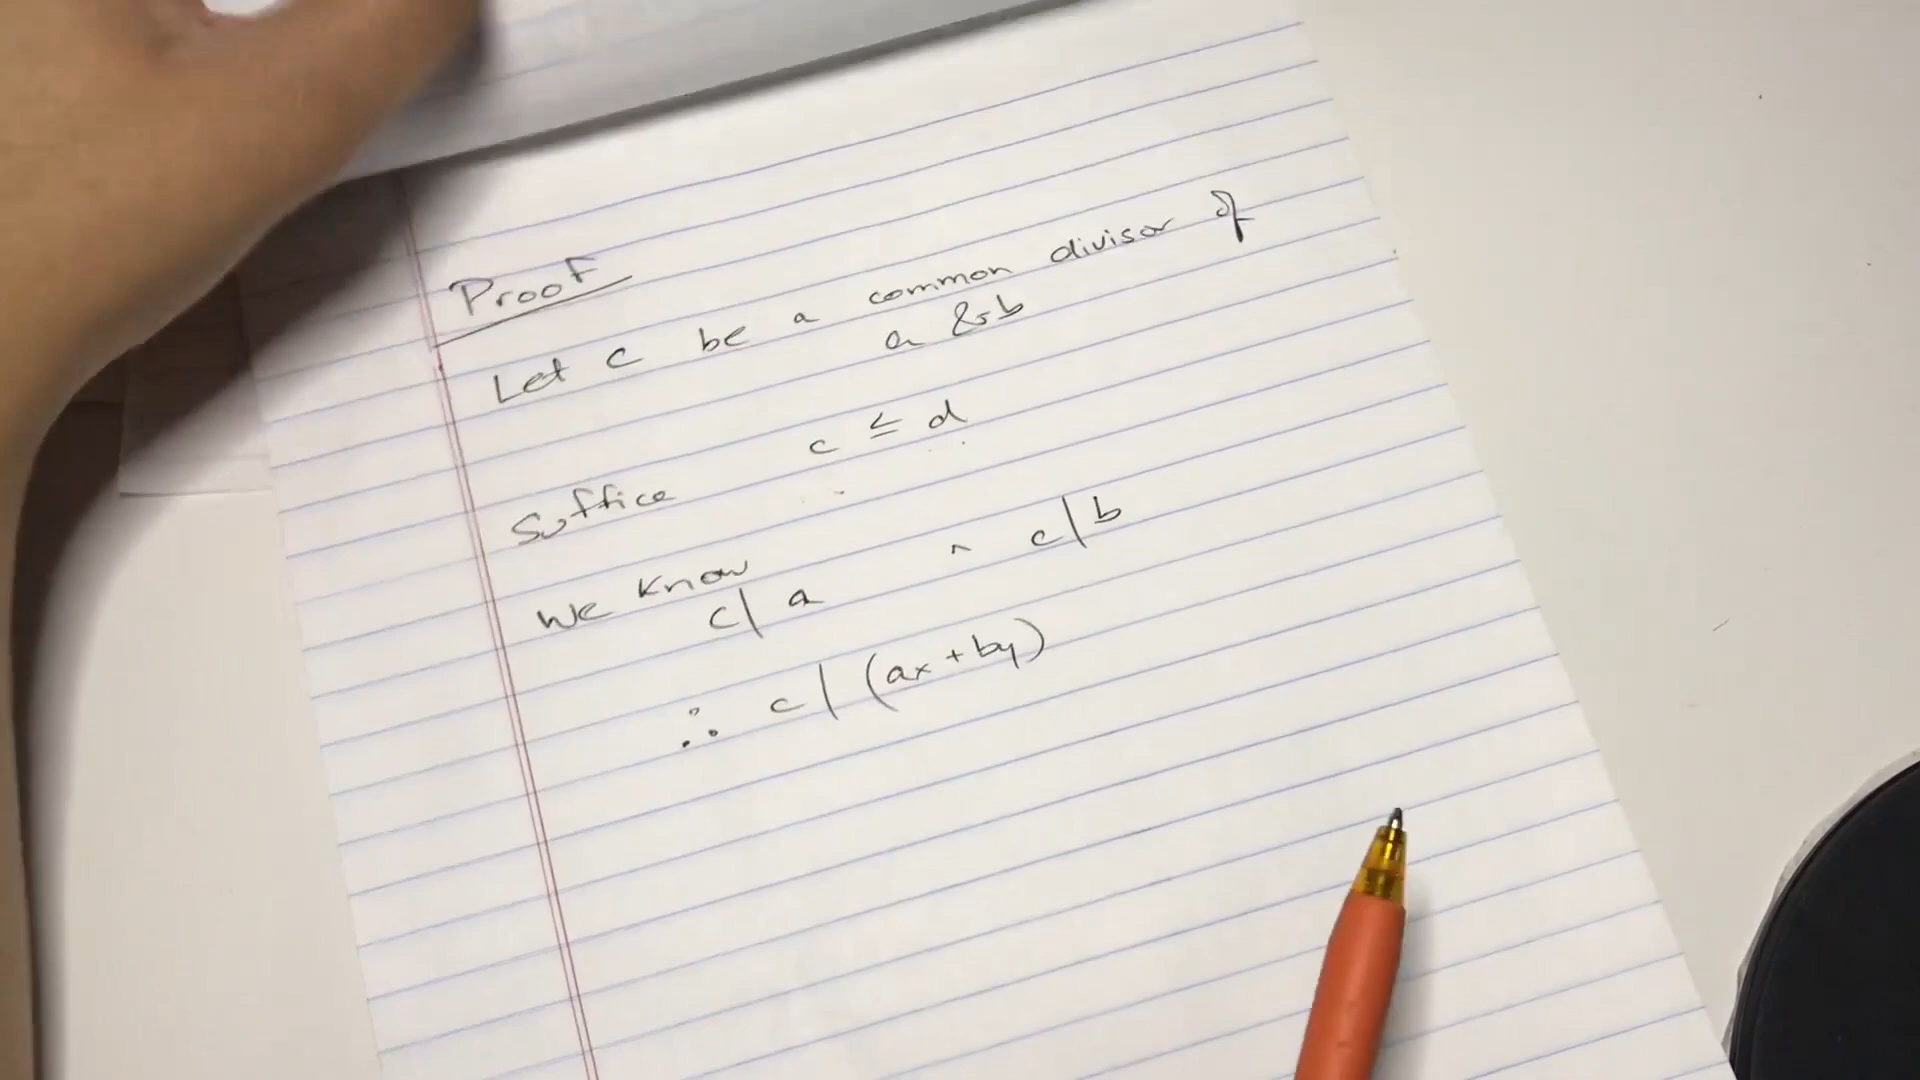 Proof
Let c be a common divisor of
a & b
Suffice c ≤ d
We know
c | a ^ c | b
∴ c | (ax + by)